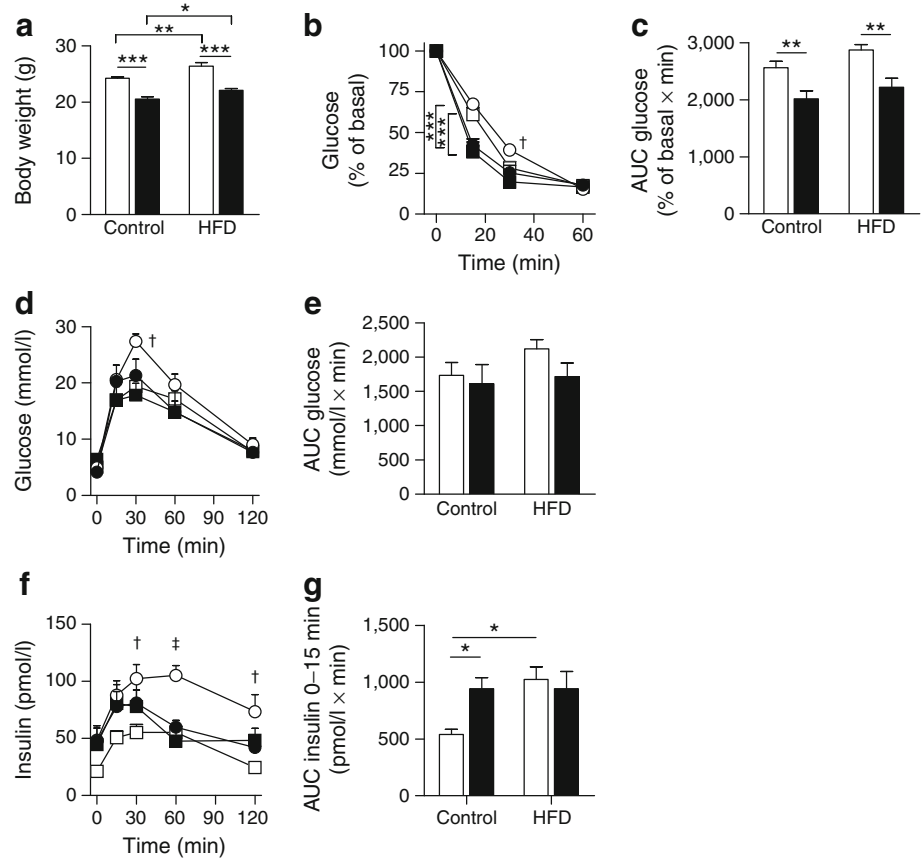 a
Body weight (g)
30
20
10
0
***
***
**
*
Control
HFD
b
Glucose
(% of basal)
100
75
50
25
0
***
***
†
0
20
40
60
Time (min)
c
AUC glucose
(% of basal × min)
3,000
2,000
1,000
0
**
**
Control
HFD
d
Glucose (mmol/l)
30
20
10
0
†
0
30
60
90
120
Time (min)
e
AUC glucose
(mmol/l × min)
2,500
2,000
1,500
1,000
500
0
Control
HFD
f
Insulin (pmol/l)
150
100
50
0
†
‡
†
0
30
60
90
120
Time (min)
g
AUC insulin 0–15 min
(pmol/l × min)
1,500
1,000
500
0
*
*
Control
HFD